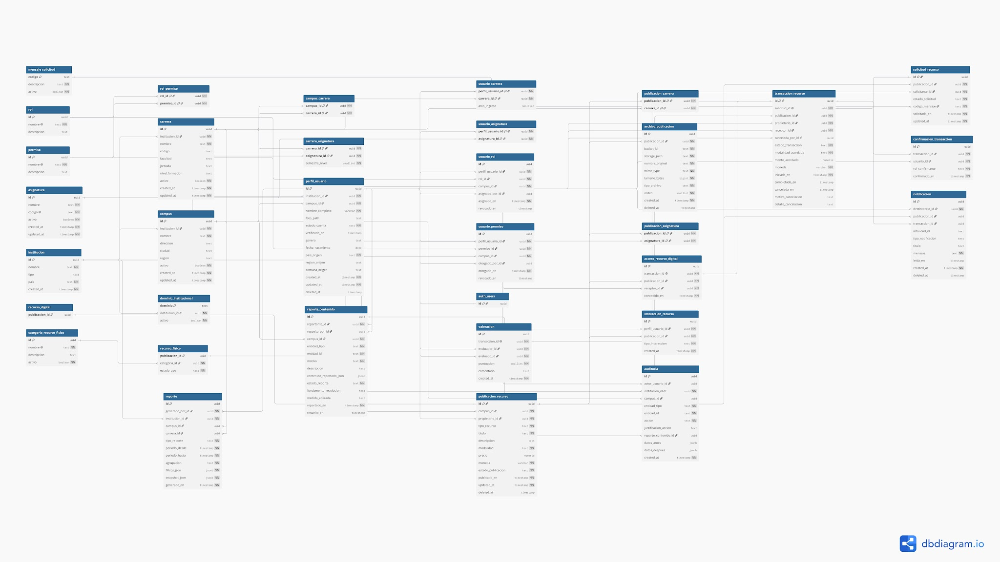 mensaje_solicitud
codigo text
descripcion text NN
activo boolean NN
rol
id uuid
nombre text NN
descripcion text
permiso
id uuid
nombre text NN
descripcion text
asignatura
id uuid
nombre text NN
codigo text NN
activo boolean NN
created_at timestamp NN
updated_at timestamp NN
institucion
id uuid
nombre text NN
tipo text
pais text NN
created_at timestamp NN
recurso_digital
publicacion_id uuid
categoria_recurso_fisico
id uuid
nombre text NN
descripcion text
activo boolean NN
rol_permiso
rol_id uuid NN
permiso_id uuid NN
carrera
id uuid
institucion_id uuid NN
nombre text NN
codigo text
facultad text
jornada text
nivel_formacion text
activo boolean NN
created_at timestamp NN
updated_at timestamp NN
campus
id uuid
institucion_id uuid NN
nombre text NN
direccion text
ciudad text
region text
activo boolean NN
created_at timestamp NN
updated_at timestamp NN
dominio_institucional
dominio text
institucion_id uuid NN
activo boolean NN
recurso_fisico
publicacion_id uuid
categoria_id uuid NN
estado_uso text NN
reporte
id uuid
generado_por_id uuid NN
institucion_id uuid NN
campus_id uuid
carrera_id uuid
tipo_reporte text NN
periodo_desde timestamp NN
periodo_hasta timestamp NN
agrupacion text NN
filtros_json jsonb NN
snapshot_json jsonb NN
generado_en timestamp NN
campus_carrera
campus_id uuid NN
carrera_id uuid NN
carrera_asignatura
carrera_id uuid NN
asignatura_id uuid NN
semestre_nivel smallint NN
perfil_usuario
id uuid
institucion_id uuid NN
campus_id uuid NN
nombre_completo varchar NN
foto_path text
estado_cuenta text NN
verificado_en timestamp
genero text
fecha_nacimiento date
pais_origen text NN
region_origen text
comuna_origen text
created_at timestamp NN
updated_at timestamp NN
deleted_at timestamp
reporte_contenido
id uuid
reportante_id uuid NN
resuelto_por_id uuid
campus_id uuid NN
entidad_tipo text NN
entidad_id uuid NN
motivo text NN
descripcion text
contenido_reportado_json jsonb
estado_reporte text NN
fundamento_resolucion text
medida_aplicada text
reportado_en timestamp NN
resuelto_en timestamp
usuario_carrera
perfil_usuario_id uuid NN
carrera_id uuid NN
anio_ingreso smallint
usuario_asignatura
perfil_usuario_id uuid NN
asignatura_id uuid NN
usuario_rol
id uuid
perfil_usuario_id uuid NN
rol_id uuid NN
campus_id uuid NN
asignado_por_id uuid
asignado_en timestamp NN
revocado_en timestamp
usuario_permiso
id uuid
perfil_usuario_id uuid NN
permiso_id uuid NN
campus_id uuid NN
otorgado_por_id uuid
otorgado_en timestamp NN
revocado_en timestamp
auth_users
id uuid
valoracion
id uuid
transaccion_id uuid NN
evaluador_id uuid NN
evaluado_id uuid NN
puntuacion smallint NN
comentario text
created_at timestamp NN
publicacion_recurso
id uuid
campus_id uuid NN
propietario_id uuid NN
tipo_recurso text NN
titulo text NN
descripcion text
modalidad text NN
precio numeric
moneda varchar NN
estado_publicacion text NN
publicado_en timestamp NN
updated_at timestamp NN
deleted_at timestamp
publicacion_carrera
publicacion_id uuid NN
carrera_id uuid NN
archivo_publicacion
id uuid
publicacion_id uuid NN
bucket_id text NN
storage_path text NN
nombre_original text NN
mime_type text NN
tamano_bytes bigint NN
tipo_archivo text NN
orden smallint NN
created_at timestamp NN
deleted_at timestamp
publicacion_asignatura
publicacion_id uuid NN
asignatura_id uuid NN
acceso_recurso_digital
id uuid
transaccion_id uuid NN
publicacion_id uuid NN
receptor_id uuid NN
concedido_en timestamp NN
interaccion_recurso
id uuid
perfil_usuario_id uuid NN
publicacion_id uuid NN
tipo_interaccion text NN
created_at timestamp NN
auditoria
id uuid
actor_usuario_id uuid
institucion_id uuid NN
campus_id uuid
entidad_tipo text NN
entidad_id uuid NN
accion text NN
justificacion_accion text
reporte_contenido_id uuid
datos_antes jsonb
datos_despues jsonb
created_at timestamp NN
transaccion_recurso
id uuid
solicitud_id uuid NN
publicacion_id uuid NN
propietario_id uuid NN
receptor_id uuid NN
cancelada_por_id uuid
estado_transaccion text NN
modalidad_acordada text NN
monto_acordado numeric
moneda varchar NN
iniciada_en timestamp NN
completada_en timestamp
cancelada_en timestamp
motivo_cancelacion text
detalle_cancelacion text
solicitud_recurso
id uuid
publicacion_id uuid NN
solicitante_id uuid NN
estado_solicitud text NN
codigo_mensaje text NN
solicitada_en timestamp NN
updated_at timestamp NN
confirmacion_transaccion
id uuid
transaccion_id uuid NN
usuario_id uuid NN
rol_confirmante text NN
confirmado_en timestamp NN
notificacion
id uuid
destinatario_id uuid NN
publicacion_id uuid
transaccion_id uuid
actividad_id text
tipo_notificacion text NN
titulo text
mensaje text NN
leida_en timestamp
created_at timestamp NN
deleted_at timestamp
dbdiagram.io